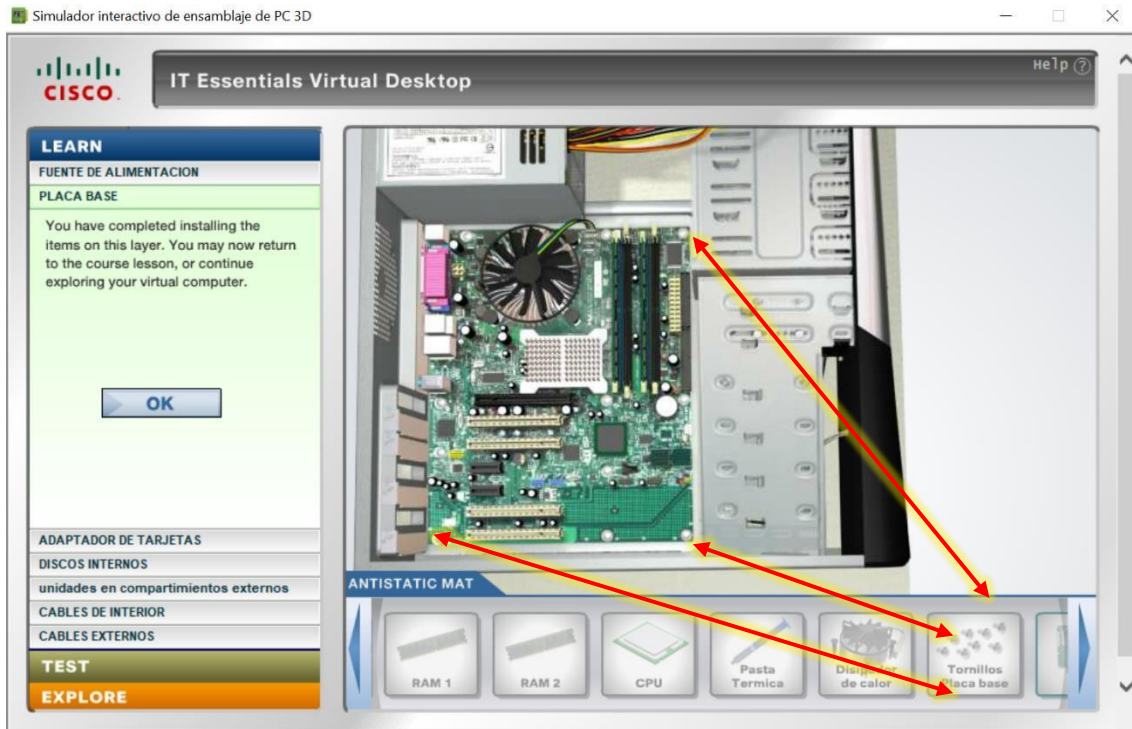 Simulador interactivo de ensamblaje de PC 3D
CISCO
IT Essentials Virtual Desktop
Help ?
LEARN
FUENTE DE ALIMENTACION
PLACA BASE
You have completed installing the
items on this layer. You may now return
to the course lesson, or continue
exploring your virtual computer.
OK
ADAPTADOR DE TARJETAS
DISCOS INTERNOS
unidades en compartimientos externos
CABLES DE INTERIOR
CABLES EXTERNOS
TEST
EXPLORE
ANTISTATIC MAT
RAM 1
RAM 2
CPU
Pasta
Termica
Disipador
de calor
Tornillos
Placa base